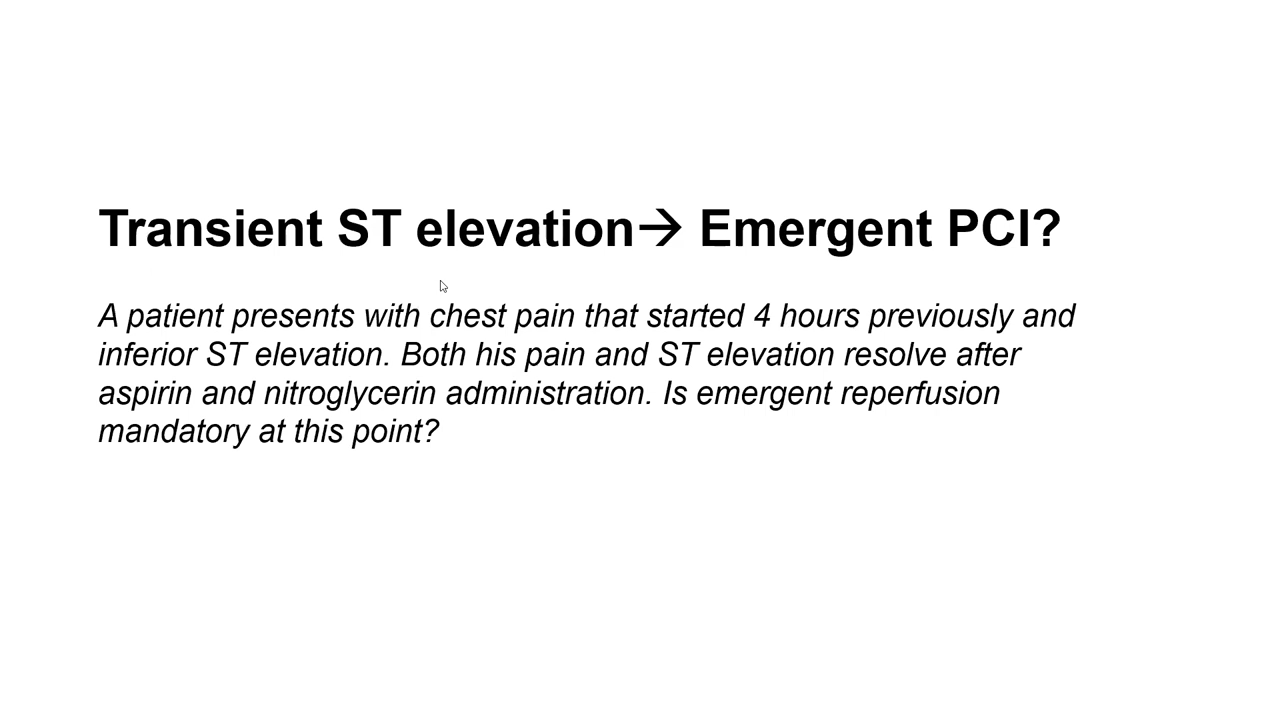 Transient ST elevation→ Emergent PCI?
A patient presents with chest pain that started 4 hours previously and
inferior ST elevation. Both his pain and ST elevation resolve after
aspirin and nitroglycerin administration. Is emergent reperfusion
mandatory at this point?